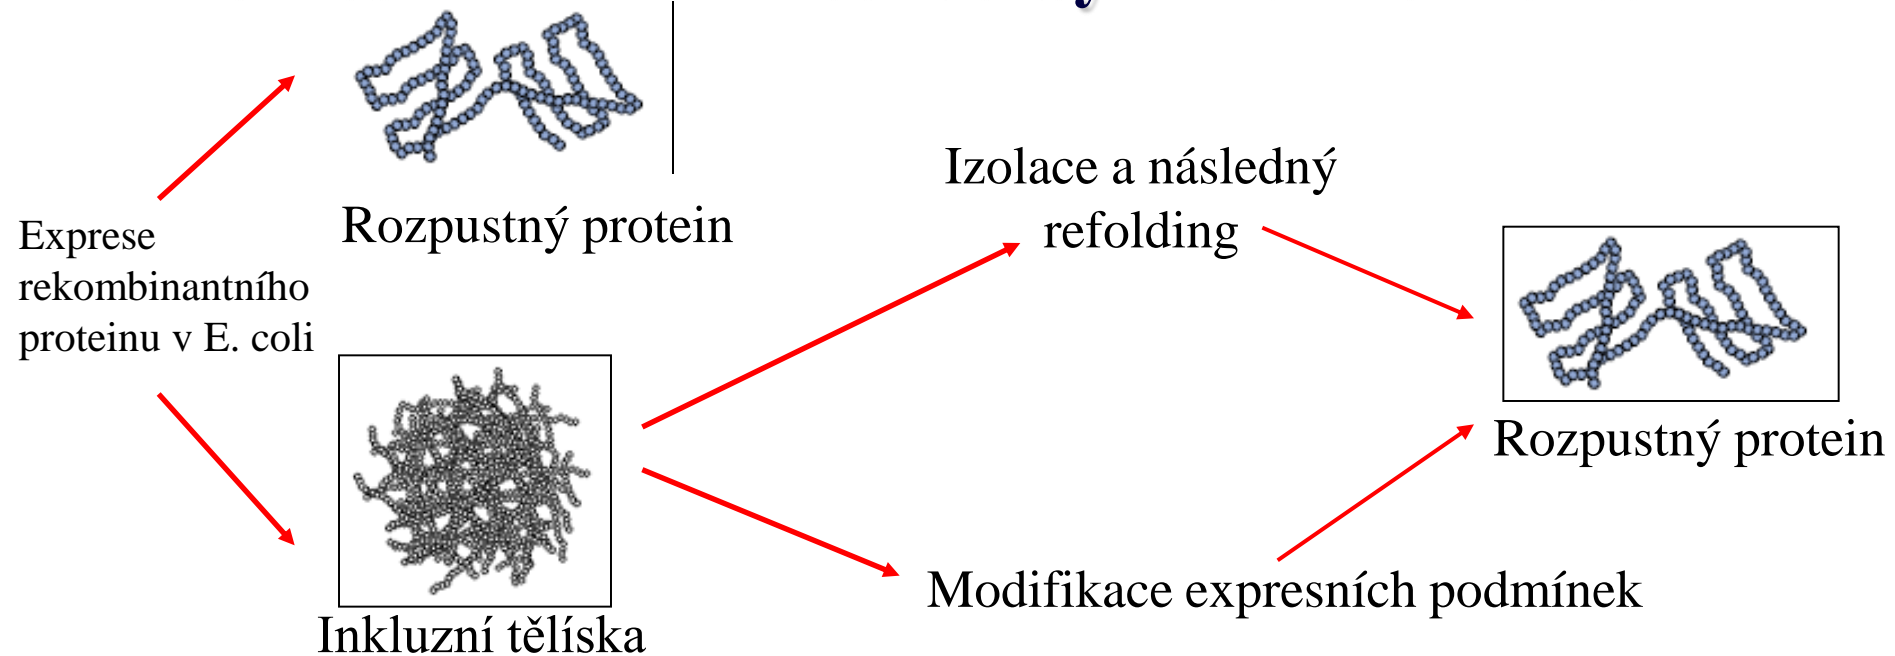 Rozpustný protein
Exprese
rekombinantního
proteinu v E. coli
Inkluzní tělíska
Izolace a následný
refolding
Modifikace expresních podmínek
Rozpustný protein